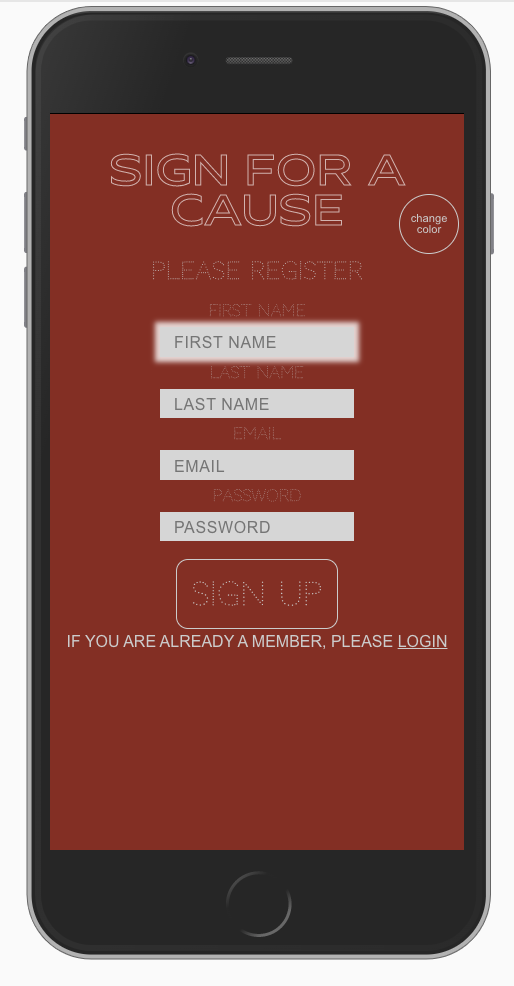 SIGN FOR A
CAUSE
change
color
PLEASE REGISTER
FIRST NAME
FIRST NAME
LAST NAME
LAST NAME
EMAIL
EMAIL
PASSWORD
PASSWORD
SIGN UP
IF YOU ARE ALREADY A MEMBER, PLEASE LOGIN